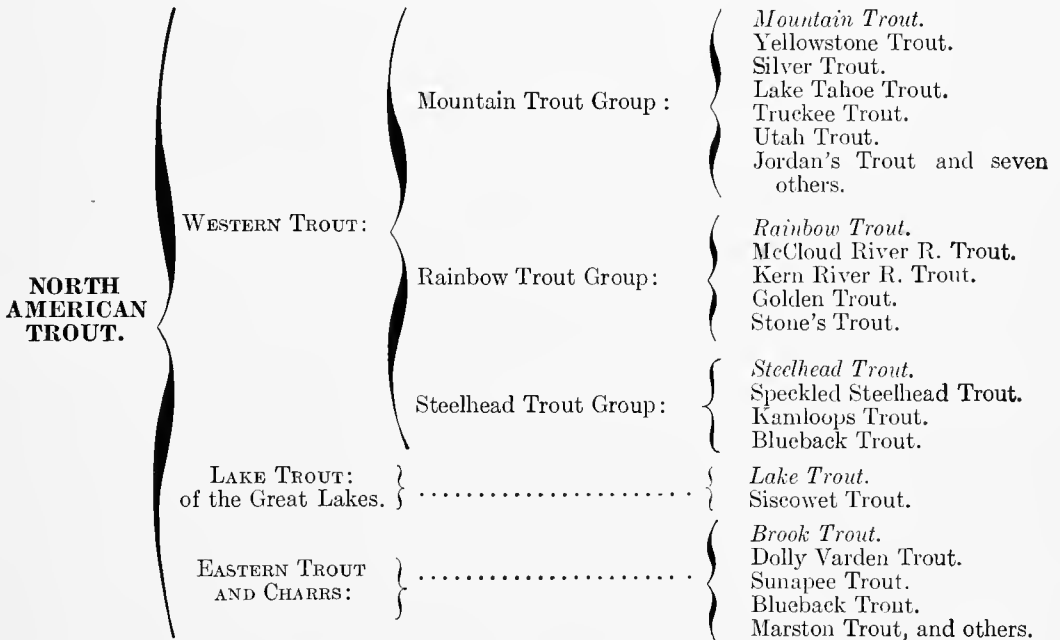 NORTH
AMERICAN
TROUT.
WESTERN TROUT:
Mountain Trout Group :
Mountain Trout.
Yellowstone Trout.
Silver Trout.
Lake Tahoe Trout.
Truckee Trout.
Utah Trout.
Jordan's Trout and seven
others.
Rainbow Trout Group:
Rainbow Trout.
McCloud River R. Trout.
Kern River R. Trout.
Golden Trout.
Stone's Trout.
Steelhead Trout Group:
Steelhead Trout.
Speckled Steelhead Trout.
Kamloops Trout.
Blueback Trout.
LAKE TROUT:
of the Great Lakes.
Lake Trout.
Siscowet Trout.
EASTERN TROUT
AND CHARRS:
Brook Trout.
Dolly Varden Trout.
Sunapee Trout.
Blueback Trout.
Marston Trout, and others.